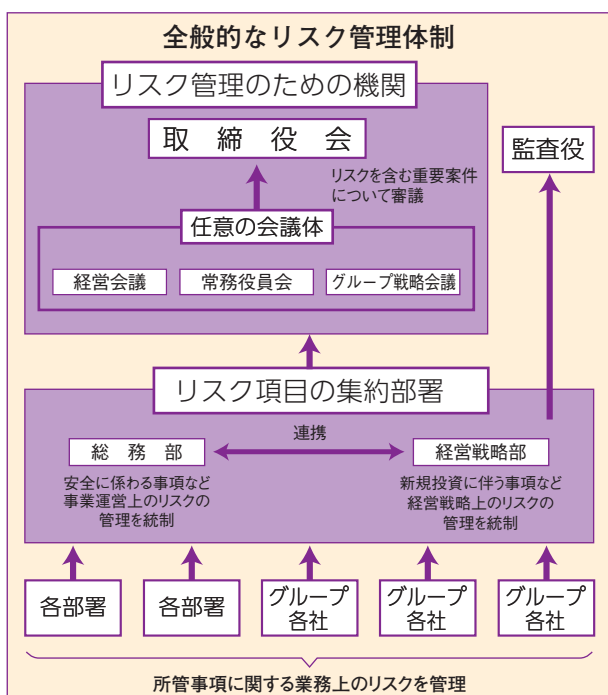 全般的なリスク管理体制
リスク管理のための機関
取締役会
監査役
リスクを含む重要案件
について審議
任意の会議体
経営会議
常務役員会
グループ戦略会議
リスク項目の集約部署
連携
総務部
経営戦略部
安全に係わる事項など
事業運営上のリスクの
管理を統制
新規投資に伴う事項など
経営戦略上のリスクの
管理を統制
各部署
各部署
グループ
各社
グループ
各社
グループ
各社
所管事項に関する業務上のリスクを管理